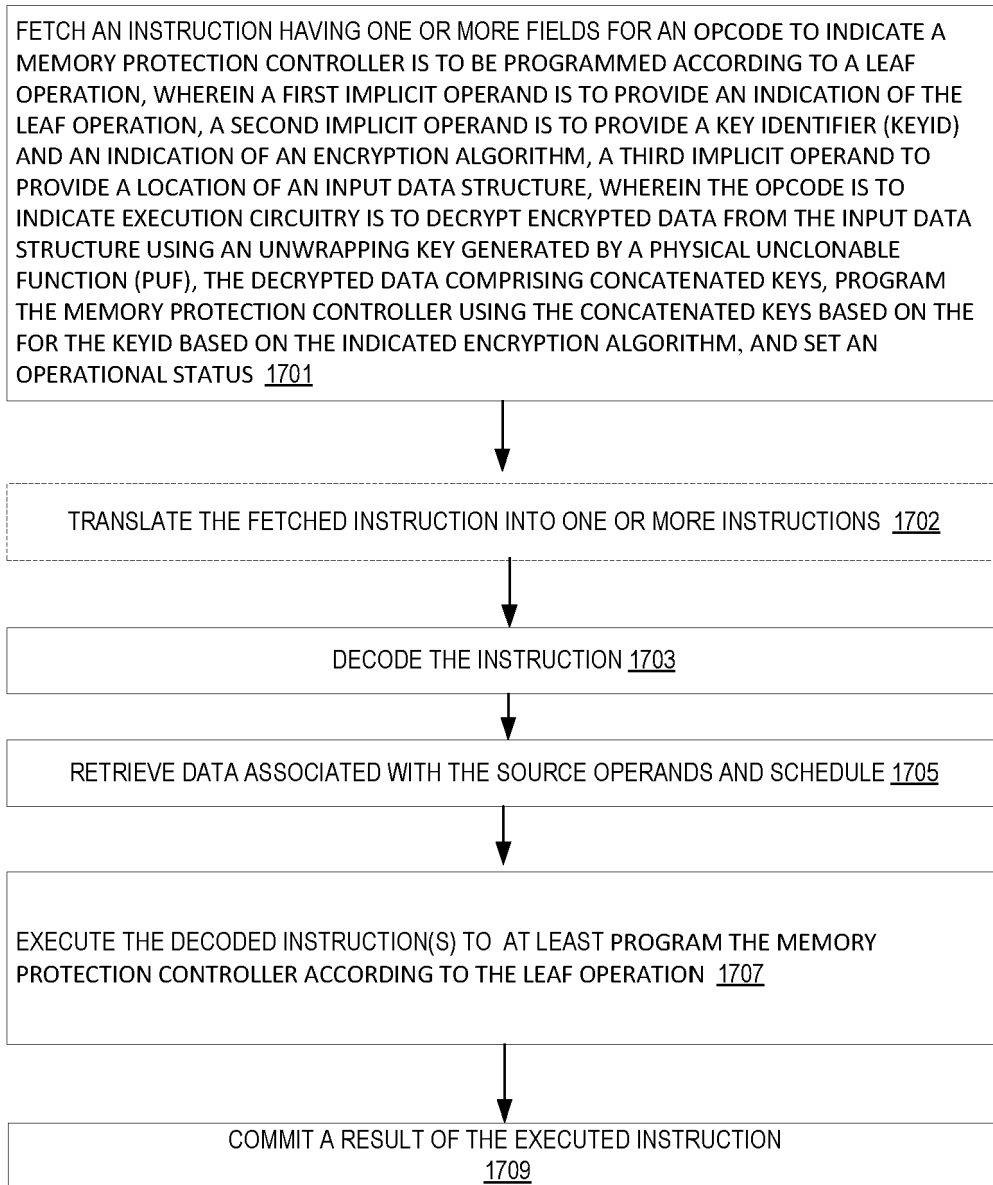 FETCH AN INSTRUCTION HAVING ONE OR MORE FIELDS FOR AN OPCODE TO INDICATE A
MEMORY PROTECTION CONTROLLER IS TO BE PROGRAMMED ACCORDING TO A LEAF
OPERATION, WHEREIN A FIRST IMPLICIT OPERAND IS TO PROVIDE AN INDICATION OF THE
LEAF OPERATION, A SECOND IMPLICIT OPERAND IS TO PROVIDE A KEY IDENTIFIER (KEYID)
AND AN INDICATION OF AN ENCRYPTION ALGORITHM, A THIRD IMPLICIT OPERAND TO
PROVIDE A LOCATION OF AN INPUT DATA STRUCTURE, WHEREIN THE OPCODE IS TO
INDICATE EXECUTION CIRCUITRY IS TO DECRYPT ENCRYPTED DATA FROM THE INPUT DATA
STRUCTURE USING AN UNWRAPPING KEY GENERATED BY A PHYSICAL UNCLONABLE
FUNCTION (PUF), THE DECRYPTED DATA COMPRISING CONCATENATED KEYS, PROGRAM
THE MEMORY PROTECTION CONTROLLER USING THE CONCATENATED KEYS BASED ON THE
FOR THE KEYID BASED ON THE INDICATED ENCRYPTION ALGORITHM, AND SET AN
OPERATIONAL STATUS 1701
TRANSLATE THE FETCHED INSTRUCTION INTO ONE OR MORE INSTRUCTIONS 1702
DECODE THE INSTRUCTION 1703
RETRIEVE DATA ASSOCIATED WITH THE SOURCE OPERANDS AND SCHEDULE 1705
EXECUTE THE DECODED INSTRUCTION(S) TO AT LEAST PROGRAM THE MEMORY
PROTECTION CONTROLLER ACCORDING TO THE LEAF OPERATION 1707
COMMIT A RESULT OF THE EXECUTED INSTRUCTION
1709